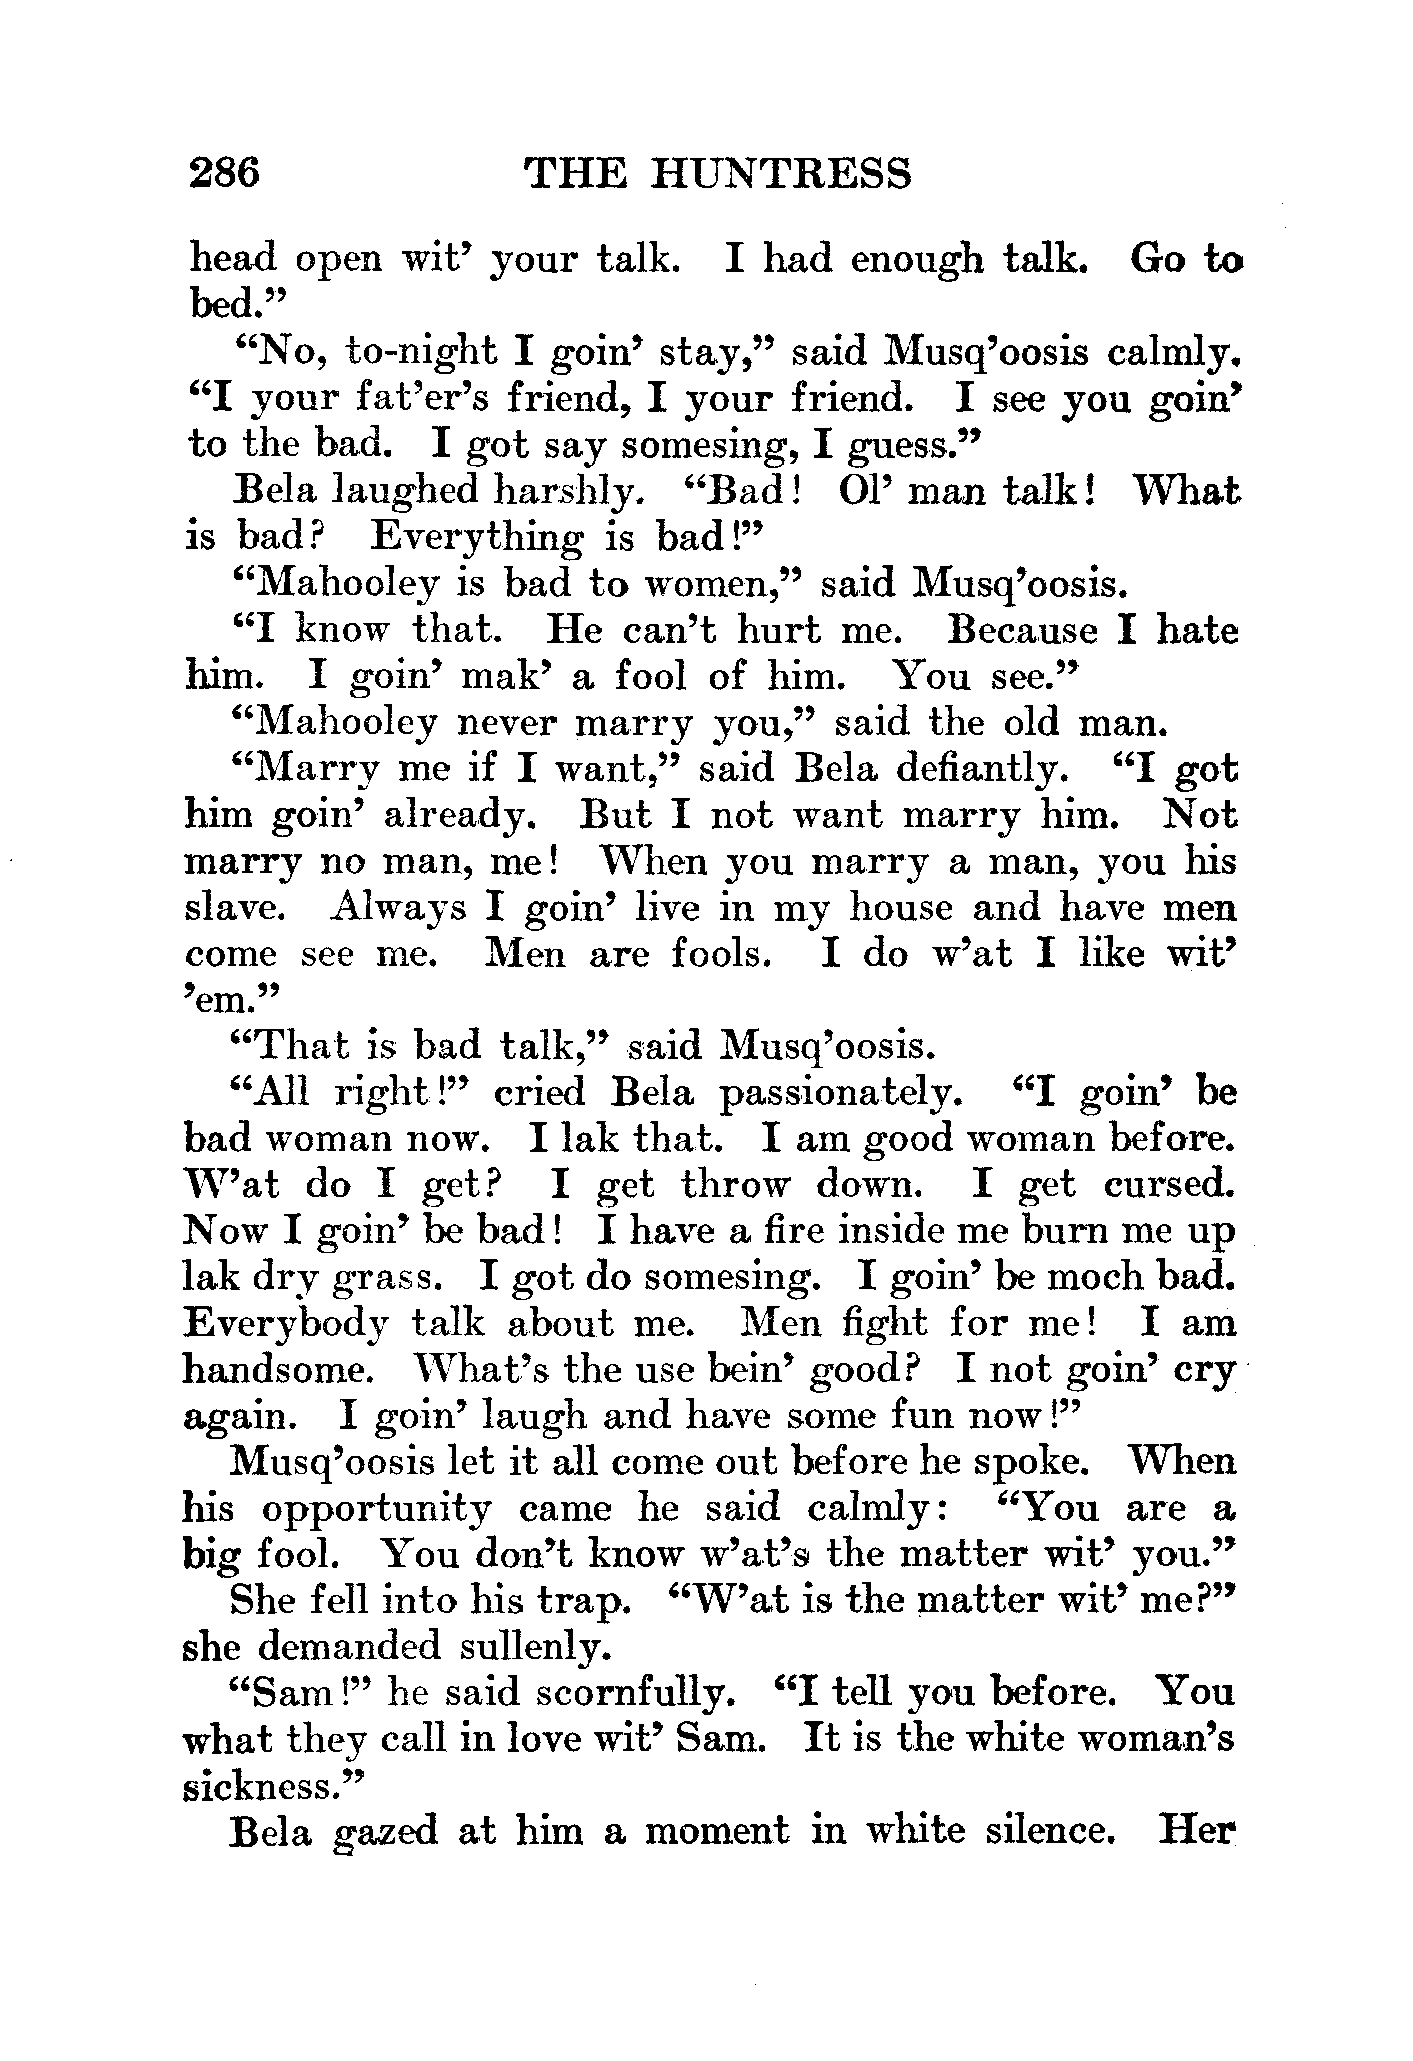 286 THE HUNTRESS
head open wit’ your talk. I had enough talk. Go to
bed.”
“No, to-night I goin’ stay,” said Musq’oosis calmly.
“I your fat’er’s friend, I your friend. I see you goin’
to the bad. I got say somesing, I guess.”
Bela laughed harshly. “Bad! Ol’ man talk! What
is bad? Everything is bad!”
“Mahooley is bad to women,” said Musq’oosis.
“I know that. He can’t hurt me. Because I hate
him. I goin’ mak’ a fool of him. You see.”
“Mahooley never marry you,” said the old man.
“Marry me if I want,” said Bela defiantly. “I got
him goin’ already. But I not want marry him. Not
marry no man, me! When you marry a man, you his
slave. Always I goin’ live in my house and have men
come see me. Men are fools. I do w’at I like wit’
’em.”
“That is bad talk,” said Musq’oosis.
“All right!” cried Bela passionately. “I goin’ be
bad woman now. I lak that. I am good woman before.
W’at do I get? I get throw down. I get cursed.
Now I goin’ be bad! I have a fire inside me burn me up
lak dry grass. I got do somesing. I goin’ be moch bad.
Everybody talk about me. Men fight for me! I am
handsome. What’s the use bein’ good? I not goin’ cry
again. I goin’ laugh and have some fun now!”
Musq’oosis let it all come out before he spoke. When
his opportunity came he said calmly: “You are a
big fool. You don’t know w’at’s the matter wit’ you.”
She fell into his trap. “W’at is the matter wit’ me?”
she demanded sullenly.
“Sam!” he said scornfully. “I tell you before. You
what they call in love wit’ Sam. It is the white woman’s
sickness.”
Bela gazed at him a moment in white silence. Her